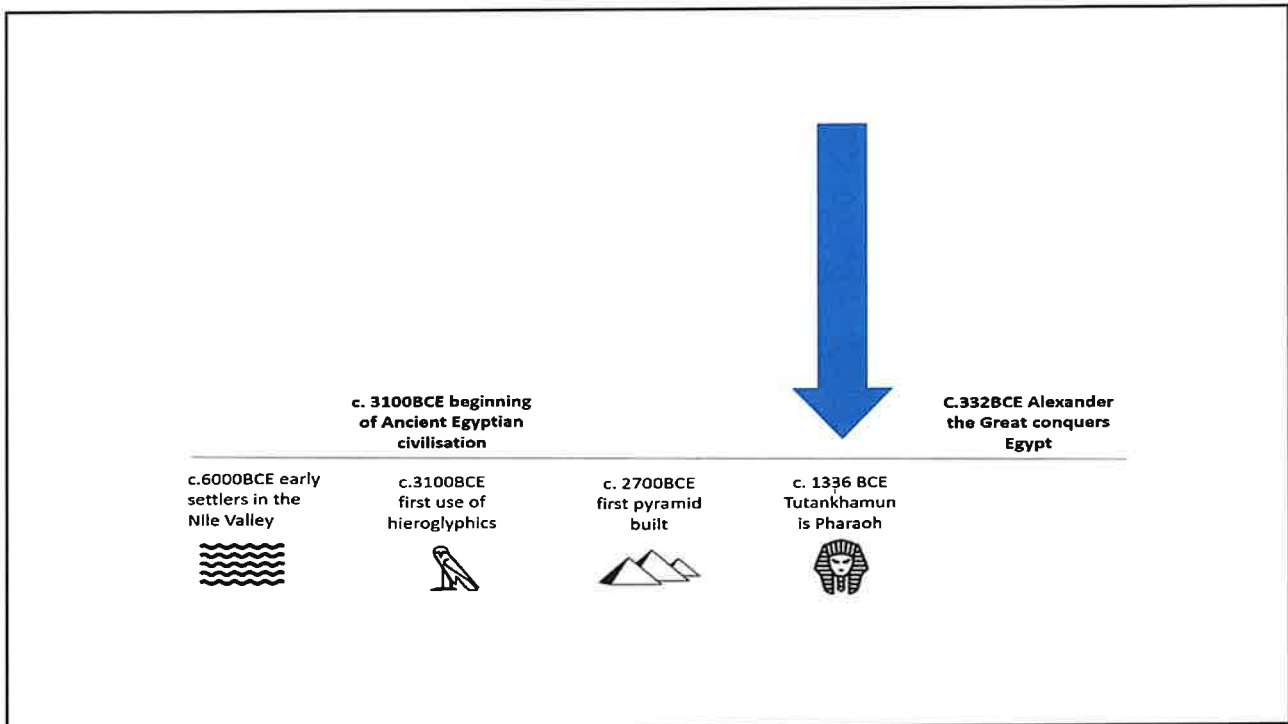 c. 3100BCE beginning
of Ancient Egyptian
civilisation
C.332BCE Alexander
the Great conquers
Egypt
c.6000BCE early
settlers in the
Nile Valley
c.3100BCE
first use of
hieroglyphics
c. 2700BCE
first pyramid
built
c. 1336 BCE
Tutankhamun
is Pharaoh